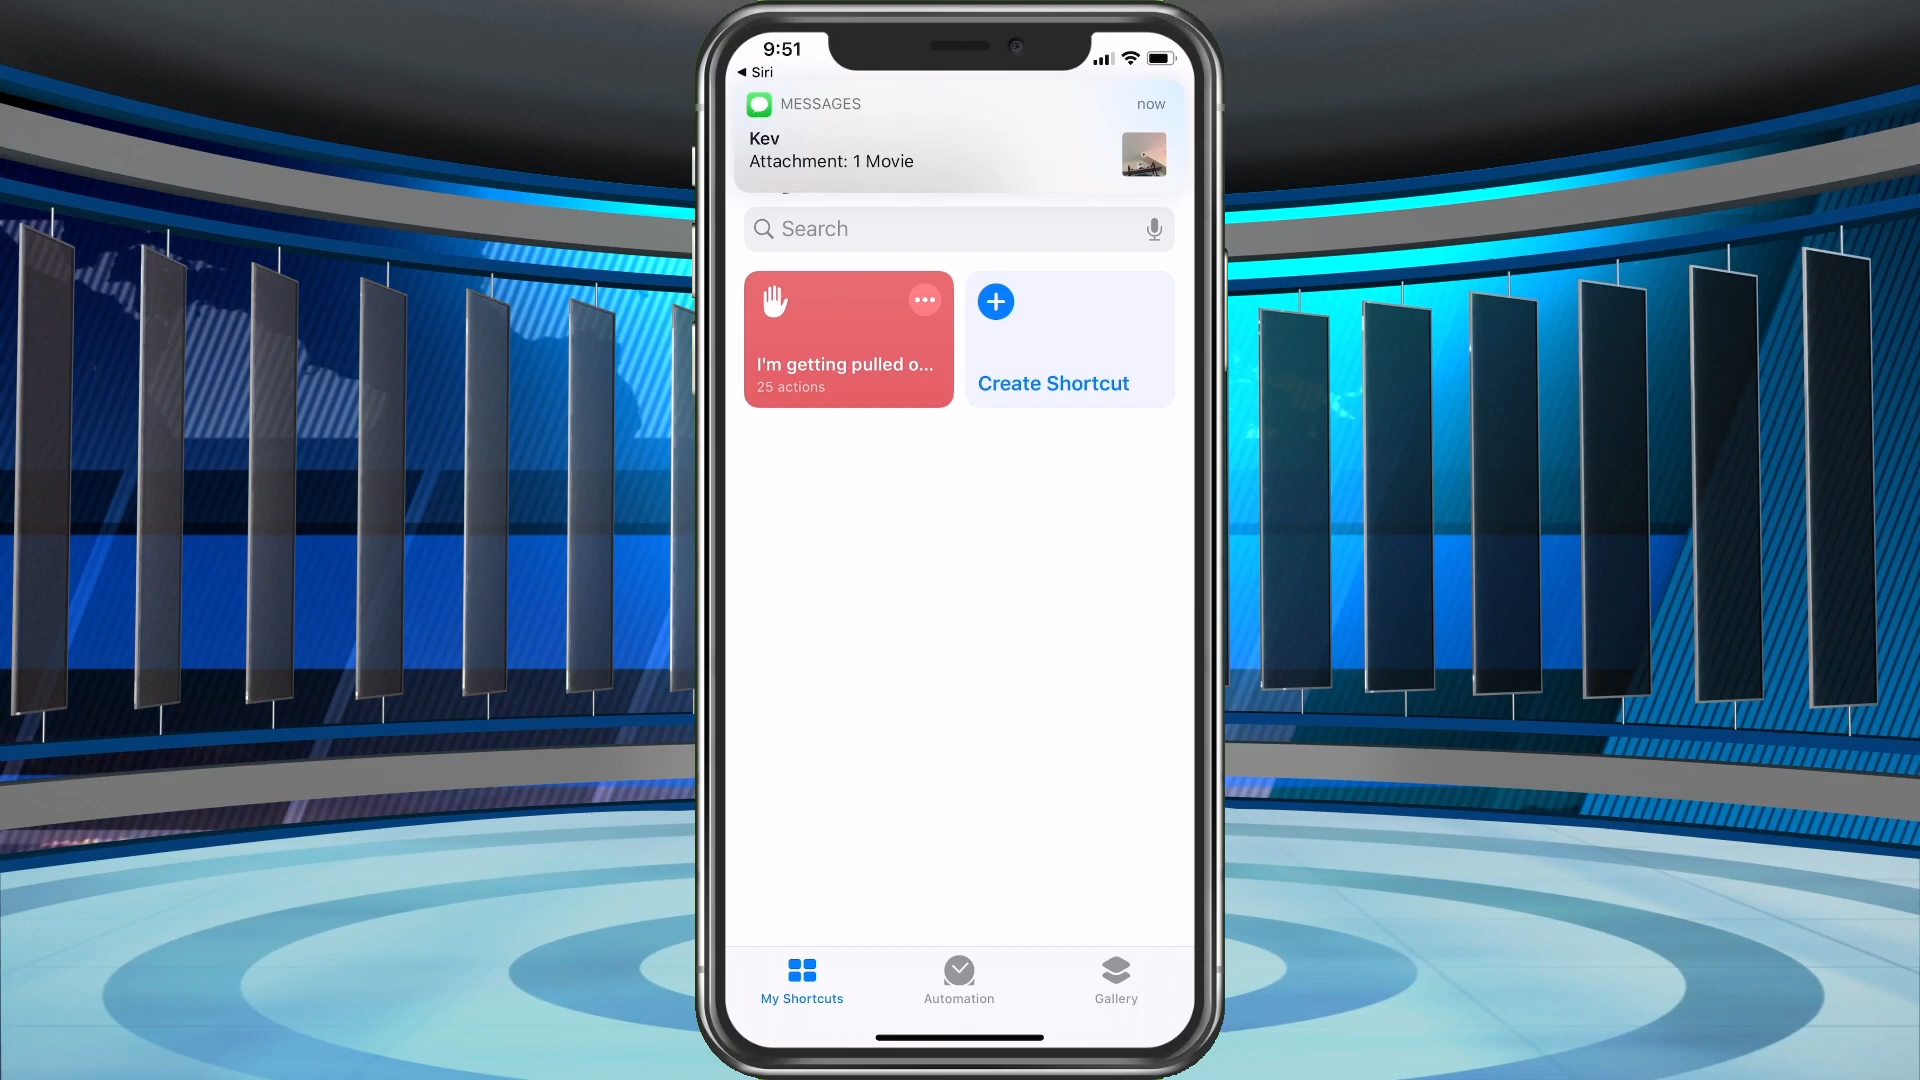 9:51
◀ Siri
MESSAGES
now
Kev
Attachment: 1 Movie
Search
I'm getting pulled o...
25 actions
Create Shortcut
My Shortcuts
Automation
Gallery